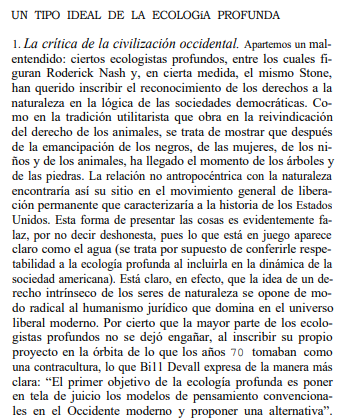 UN TIPO IDEAL DE LA ECOLOGíA PROFUNDA
1. La crítica de la civilización occidental. Apartemos un mal-
entendido: ciertos ecologistas profundos, entre los cuales fi-
guran Roderick Nash y, en cierta medida, el mismo Stone,
han querido inscribir el reconocimiento de los derechos a la
naturaleza en la lógica de las sociedades democráticas. Co-
mo en la tradición utilitarista que obra en la reivindicación
del derecho de los animales, se trata de mostrar que después
de la emancipación de los negros, de las mujeres, de los ni-
ños y de los animales, ha llegado el momento de los árboles y
de las piedras. La relación no antropocéntrica con la naturaleza
encontraría así su sitio en el movimiento general de libera-
ción permanente que caracterizaría a la historia de los Estados
Unidos. Esta forma de presentar las cosas es evidentemente fa-
laz, por no decir deshonesta, pues lo que está en juego aparece
claro como el agua (se trata por supuesto de conferirle respe-
tabilidad a la ecología profunda al incluirla en la dinámica de la
sociedad americana). Está claro, en efecto, que la idea de un de-
recho intrínseco de los seres de naturaleza se opone de mo-
do radical al humanismo jurídico que domina en el universo
liberal moderno. Por cierto que la mayor parte de los ecolo-
gistas profundos no se dejó engañar, al inscribir su propio
proyecto en la órbita de lo que los años 70 tomaban como
una contracultura, lo que Bi11 Devall expresa de la manera más
clara: “El primer objetivo de la ecología profunda es poner
en tela de juicio los modelos de pensamiento convenciona-
les en el Occidente moderno y proponer una alternativa”.